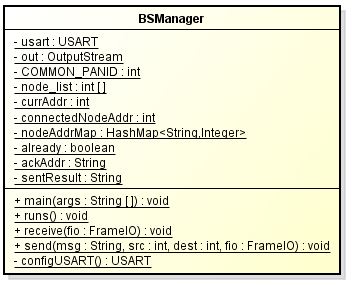 BSManager
- usart : USART
- out : OutputStream
- COMMON_PANID : int
- node_list : int []
- currAddr : int
- connectedNodeAddr : int
- nodeAddrMap : HashMap<String,Integer>
- already : boolean
- ackAddr : String
- sentResult : String
+ main(args : String []) : void
+ runs() : void
+ receive(fio : FrameIO) : void
+ send(msg : String, src : int, dest : int, fio : FrameIO) : void
- configUSART() : USART